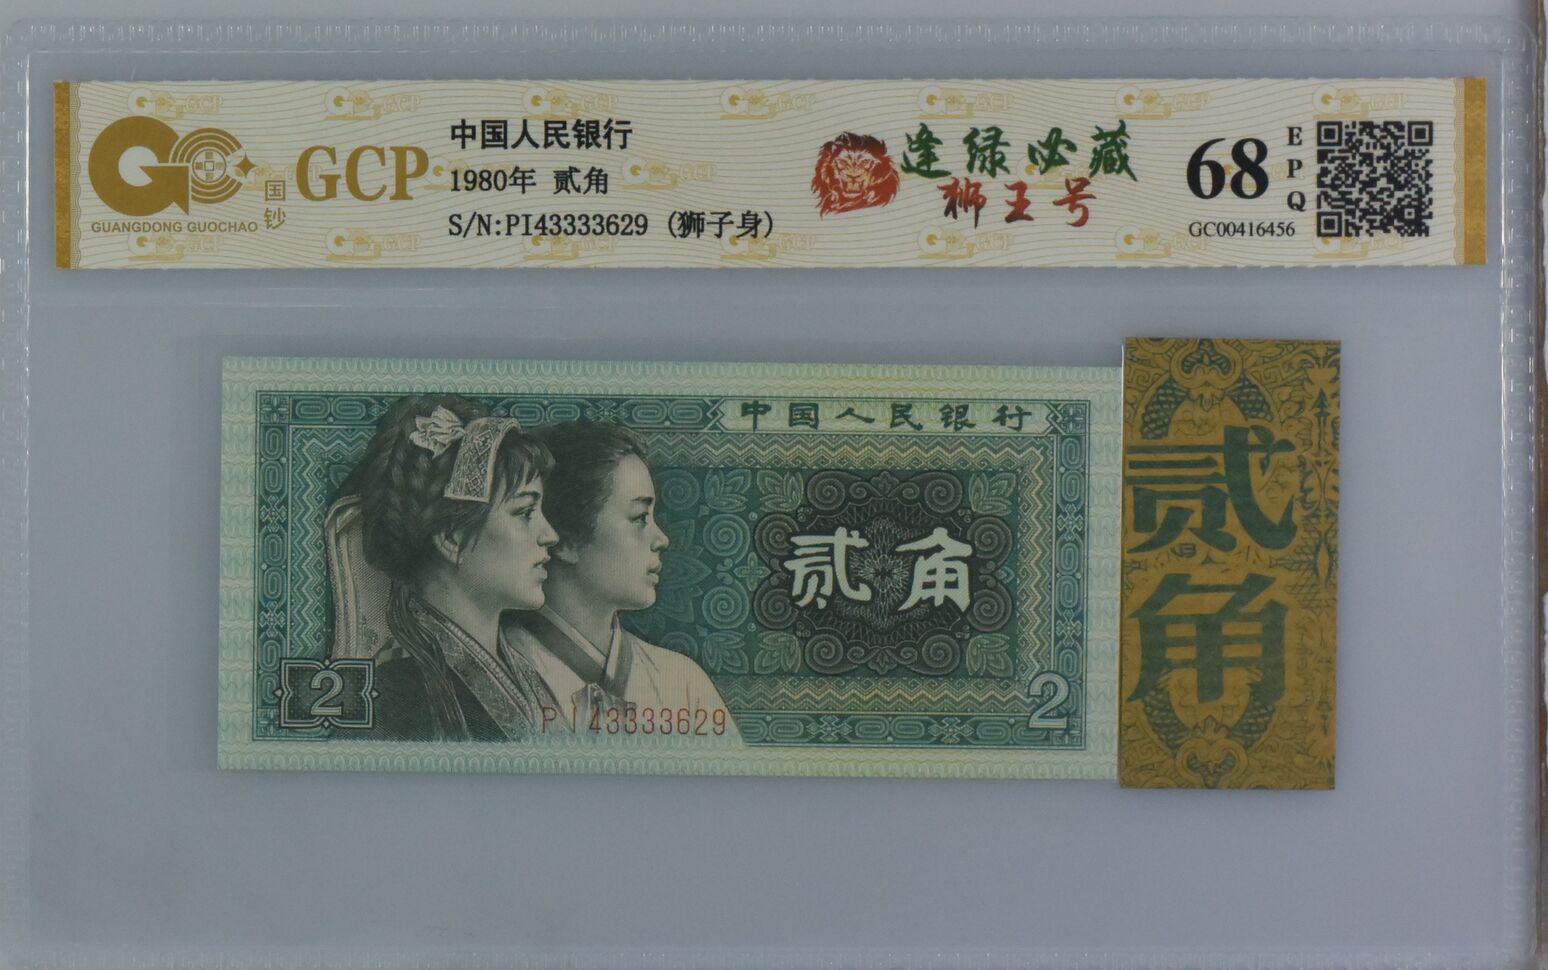 GUANGDONG GUOCHAO
国钞
GCP
中国人民银行
1980年 贰角
S/N:PI43333629 (狮子身)
逢绿必藏
狮王号
68
EPQ
GC00416456
中国人民银行
贰角
2
PI43333629
2
贰角